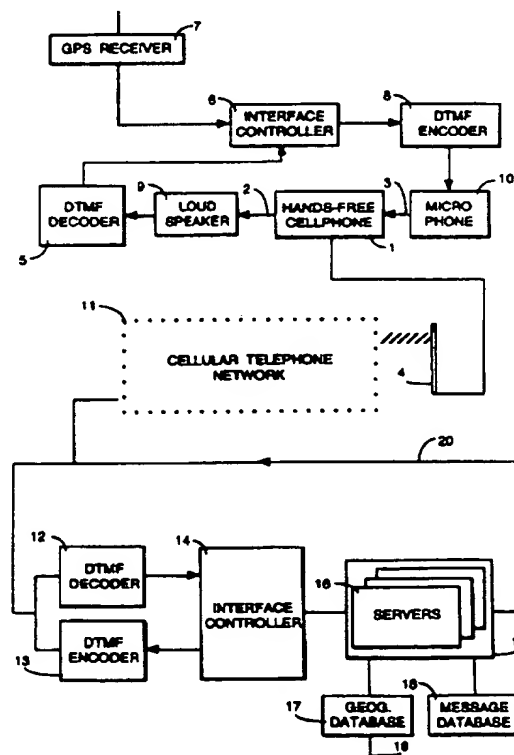 7
GPS RECEIVER
6
8
INTERFACE
CONTROLLER
DTMF
ENCODER
9
2
3
10
DTMF
DECODER
LOUD
SPEAKER
HANDS-FREE
CELLPHONE
MICRO
PHONE
5
1
11
CELLULAR TELEPHONE
NETWORK
4
20
12
14
DTMF
DECODER
16
INTERFACE
CONTROLLER
SERVERS
DTMF
ENCODER
13
17
GEOG.
DATABASE
18
MESSAGE
DATABASE
19